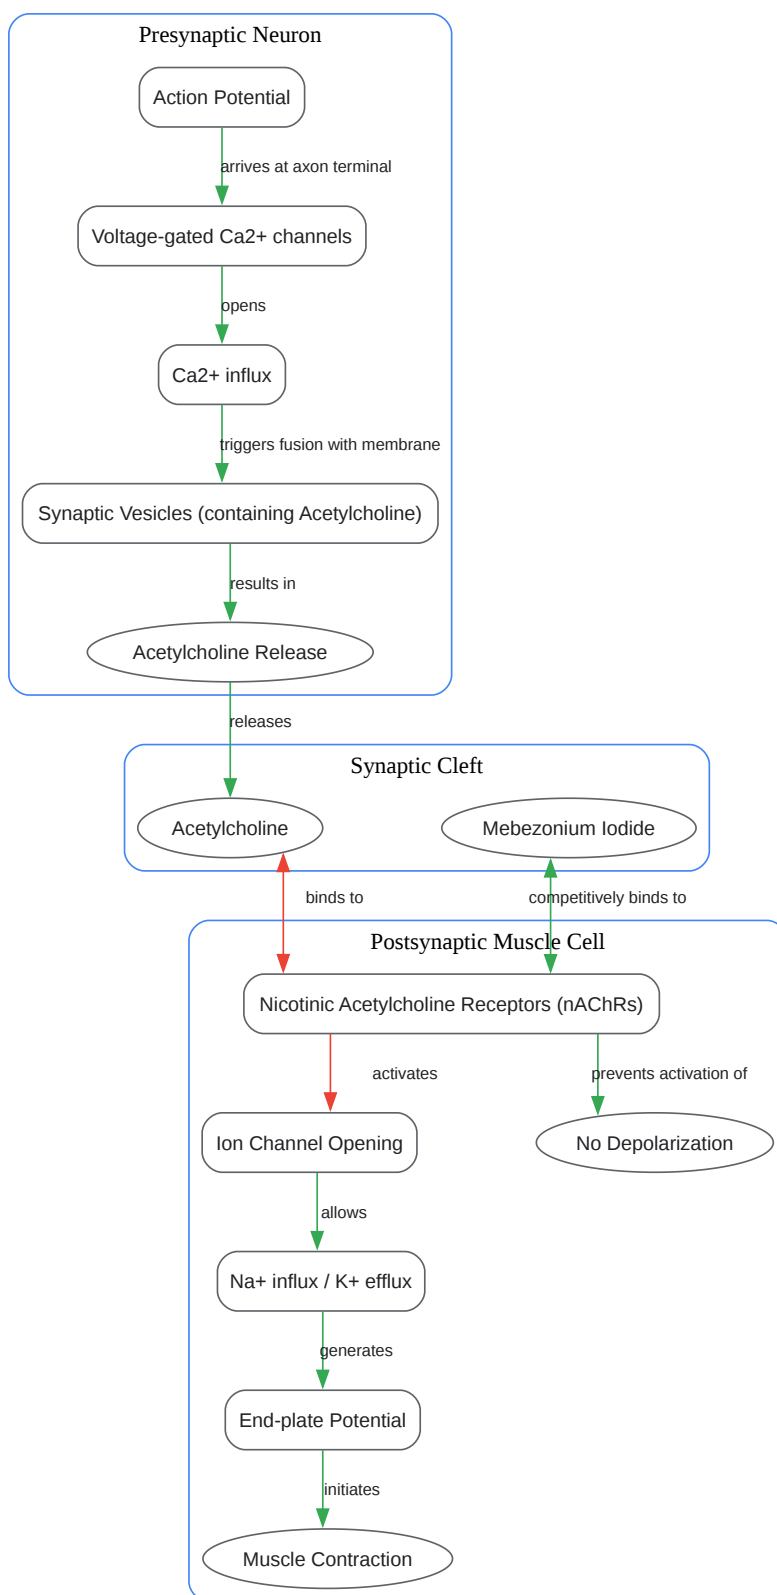 Presynaptic Neuron
Action Potential
arrives at axon terminal
Voltage-gated Ca2+ channels
opens
Ca2+ influx
triggers fusion with membrane
Synaptic Vesicles (containing Acetylcholine)
results in
Acetylcholine Release
releases
Synaptic Cleft
Acetylcholine
Mebezonium Iodide
binds to
competitively binds to
Postsynaptic Muscle Cell
Nicotinic Acetylcholine Receptors (nAChRs)
activates
prevents activation of
Ion Channel Opening
No Depolarization
allows
Na+ influx / K+ efflux
generates
End-plate Potential
initiates
Muscle Contraction